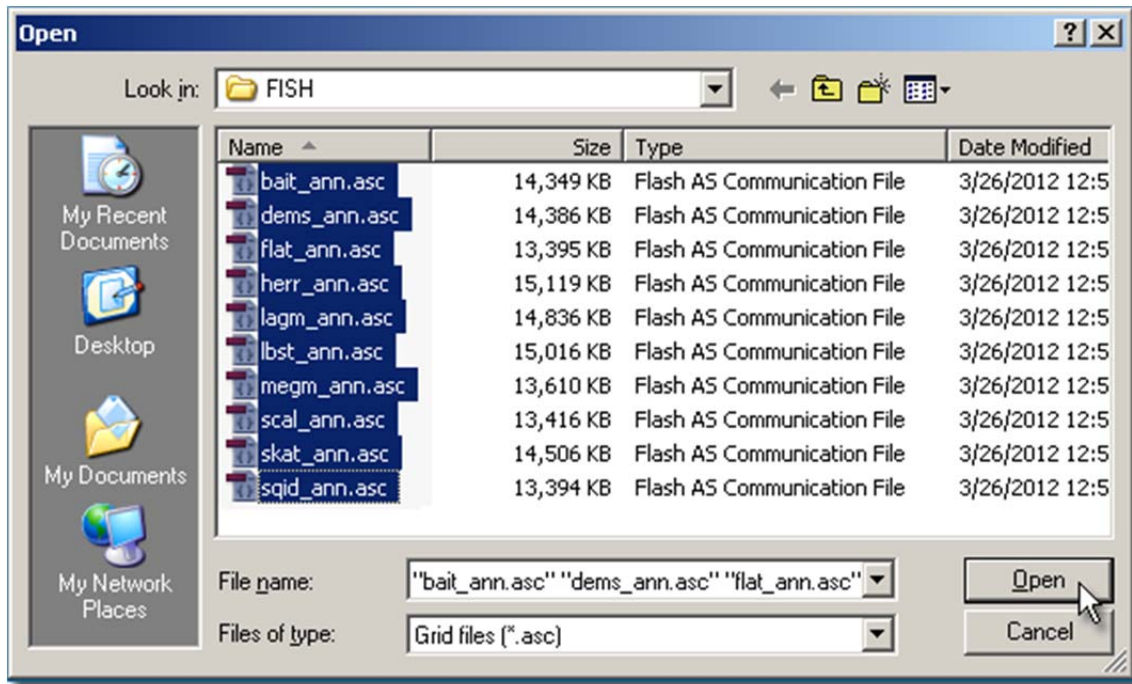 Open
Look in: FISH
My Recent Documents
Desktop
My Documents
My Network Places
Name Size Type Date Modified
bait_ann.asc 14,349 KB Flash AS Communication File 3/26/2012 12:5
dems_ann.asc 14,386 KB Flash AS Communication File 3/26/2012 12:5
flat_ann.asc 13,395 KB Flash AS Communication File 3/26/2012 12:5
herr_ann.asc 15,119 KB Flash AS Communication File 3/26/2012 12:5
lagm_ann.asc 14,836 KB Flash AS Communication File 3/26/2012 12:5
lbst_ann.asc 15,016 KB Flash AS Communication File 3/26/2012 12:5
megm_ann.asc 13,610 KB Flash AS Communication File 3/26/2012 12:5
scal_ann.asc 13,416 KB Flash AS Communication File 3/26/2012 12:5
skat_ann.asc 14,506 KB Flash AS Communication File 3/26/2012 12:5
sqid_ann.asc 13,394 KB Flash AS Communication File 3/26/2012 12:5
File name: "bait_ann.asc" "dems_ann.asc" "flat_ann.asc" Open
Files of type: Grid files (*.asc) Cancel